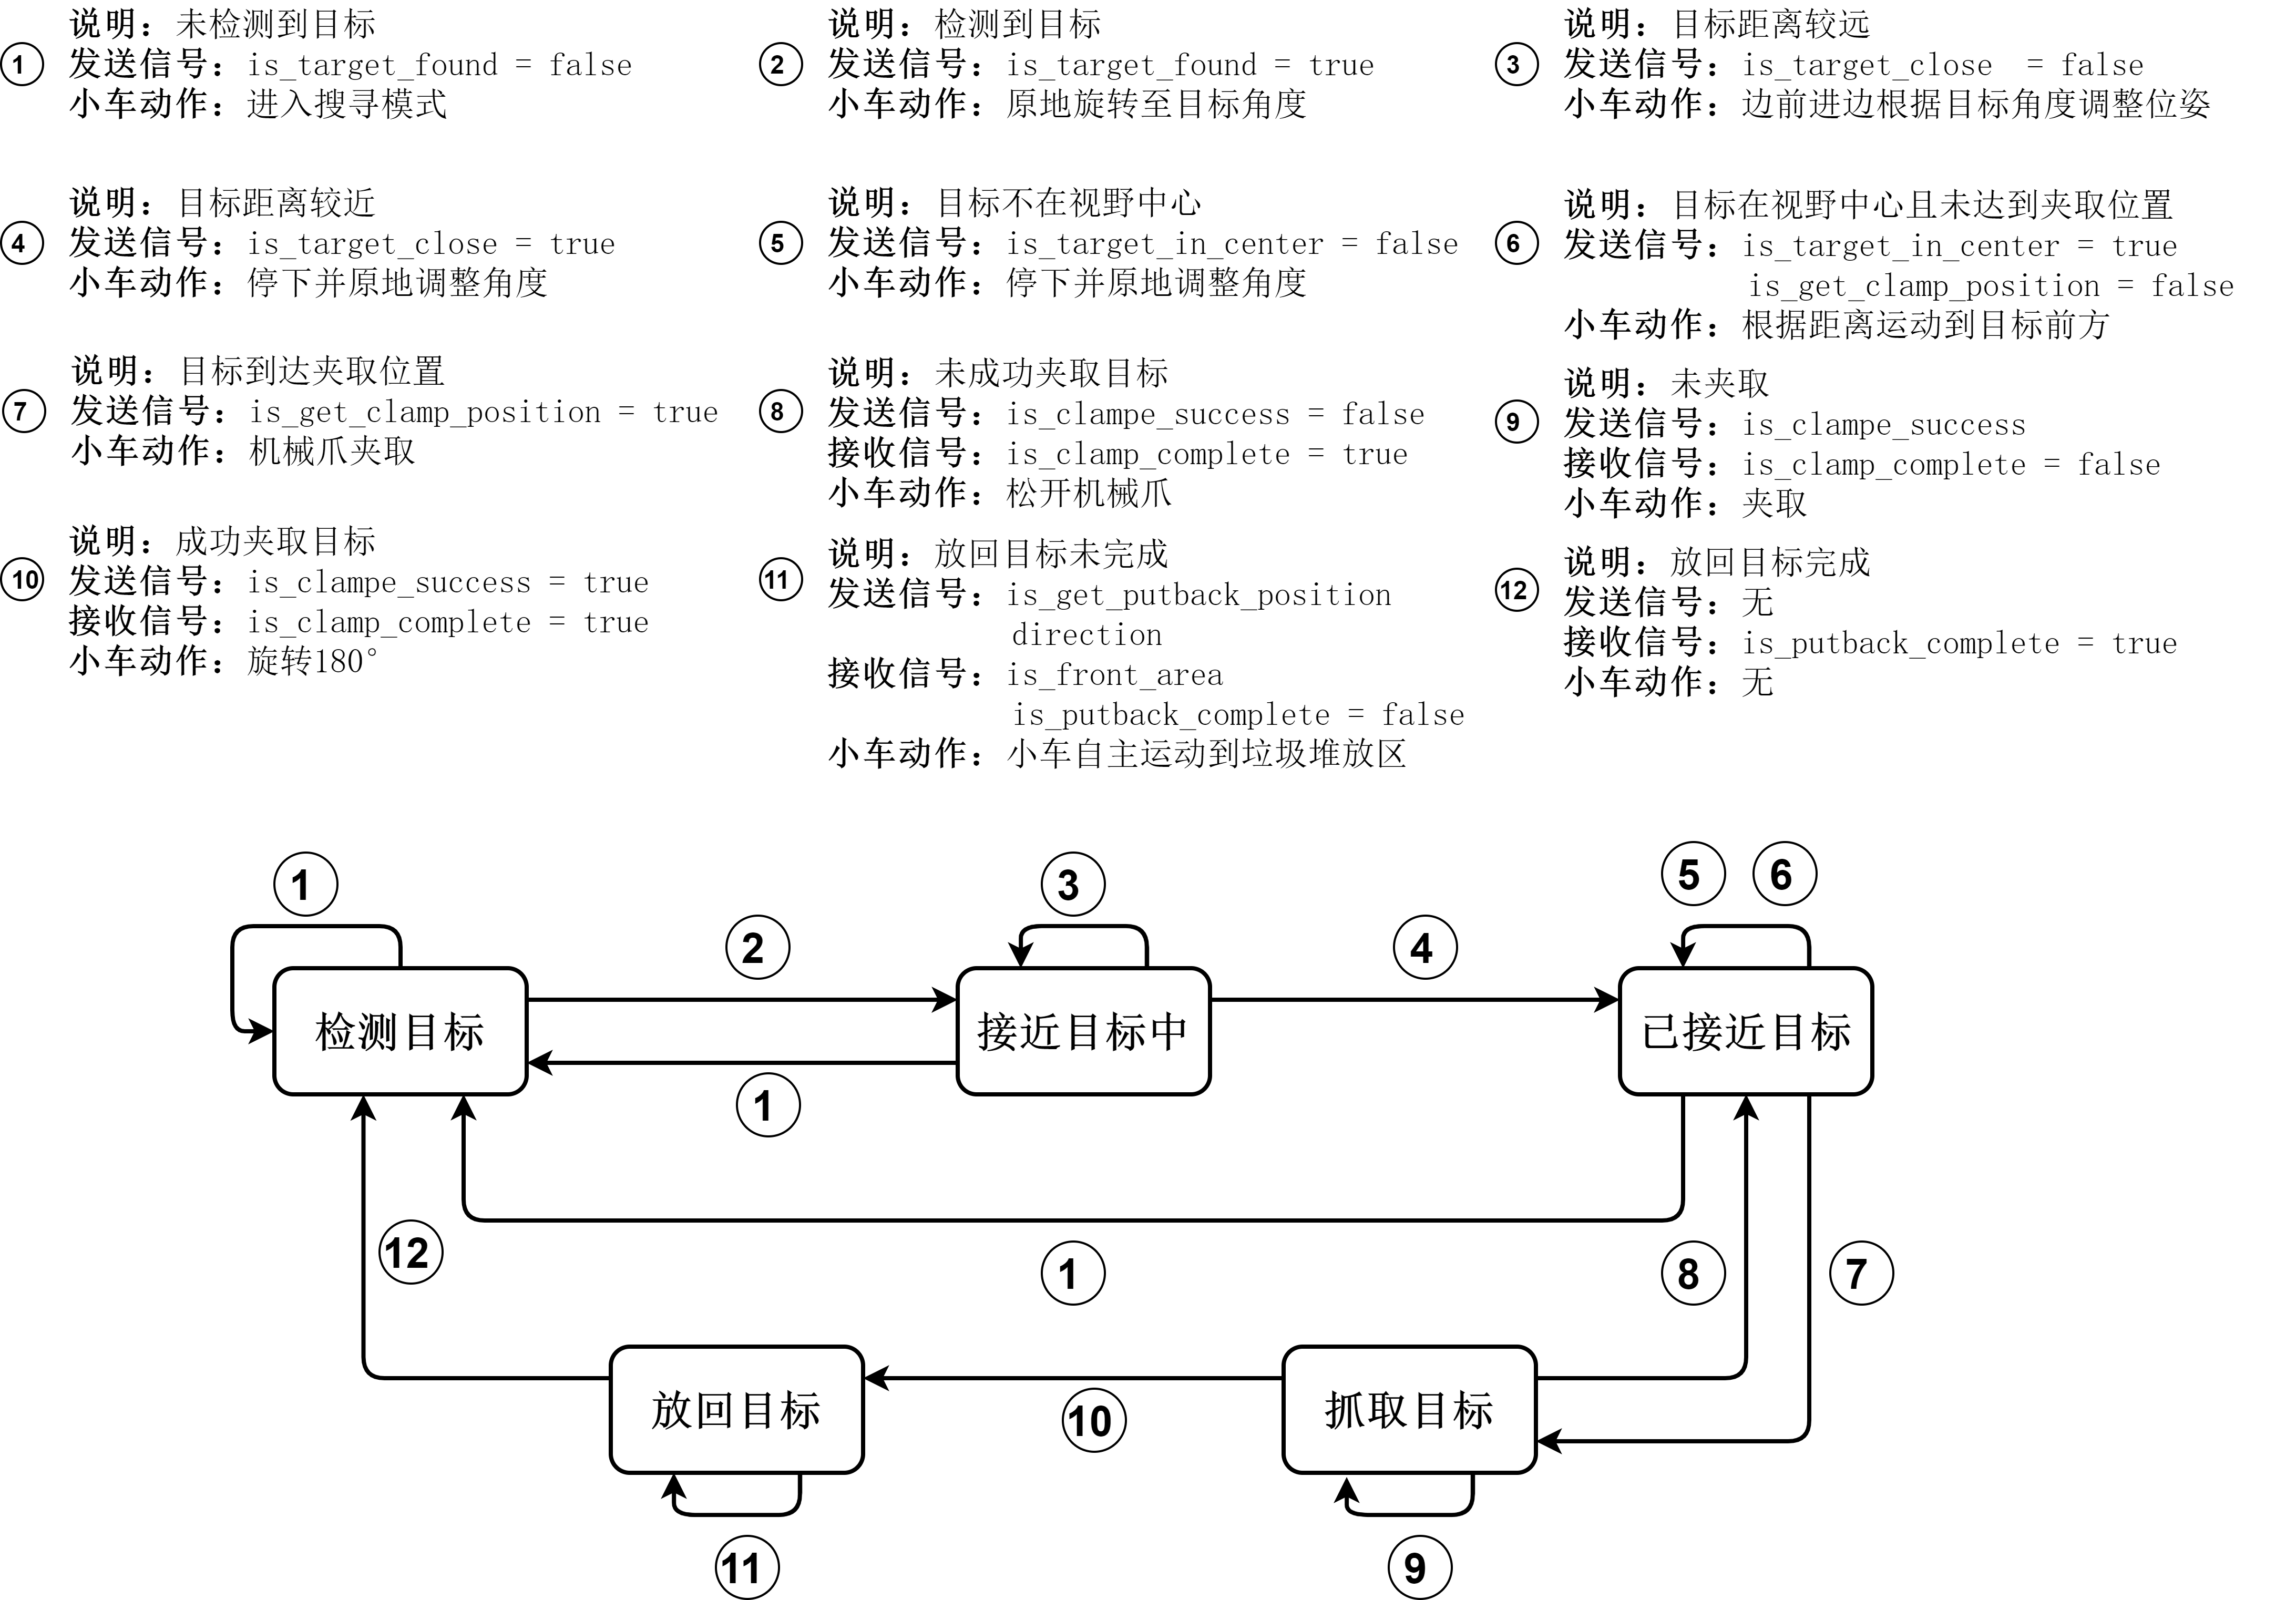 ①
说明：未检测到目标
发送信号：is_target_found = false
小车动作：进入搜寻模式
②
说明：检测到目标
发送信号：is_target_found = true
小车动作：原地旋转至目标角度
③
说明：目标距离较远
发送信号：is_target_close  = false
小车动作：边前进边根据目标角度调整位姿
④
说明：目标距离较近
发送信号：is_target_close = true
小车动作：停下并原地调整角度
⑤
说明：目标不在视野中心
发送信号：is_target_in_center = false
小车动作：停下并原地调整角度
⑥
说明：目标在视野中心且未达到夹取位置
发送信号：is_target_in_center = true
is_get_clamp_position = false
小车动作：根据距离运动到目标前方
⑦
说明：目标到达夹取位置
发送信号：is_get_clamp_position = true
小车动作：机械爪夹取
⑧
说明：未成功夹取目标
发送信号：is_clampe_success = false
接收信号：is_clamp_complete = true
小车动作：松开机械爪
⑨
说明：未夹取
发送信号：is_clampe_success
接收信号：is_clamp_complete = false
小车动作：夹取
⑩
说明：成功夹取目标
发送信号：is_clampe_success = true
接收信号：is_clamp_complete = true
小车动作：旋转180°
⑪
说明：放回目标未完成
发送信号：is_get_putback_position
direction
接收信号：is_front_area
is_putback_complete = false
小车动作：小车自主运动到垃圾堆放区
⑫
说明：放回目标完成
发送信号：无
接收信号：is_putback_complete = true
小车动作：无
①
③
⑤ ⑥
②
④
检测目标
接近目标中
已接近目标
①
⑫
①
⑧
⑦
放回目标
⑩
抓取目标
⑪
⑨